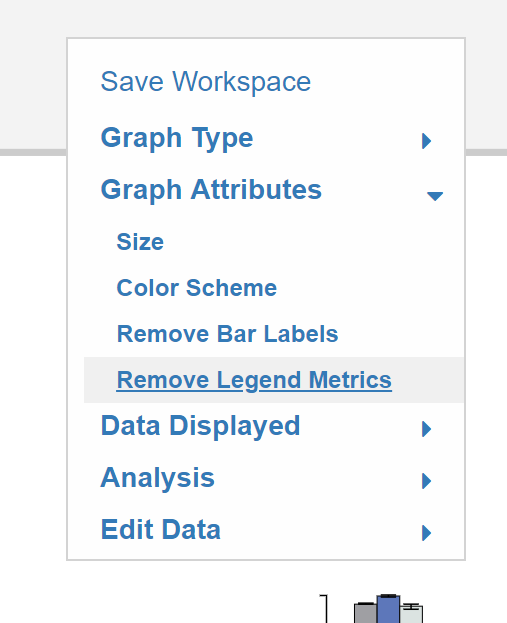 Save Workspace
Graph Type
Graph Attributes
Size
Color Scheme
Remove Bar Labels
Remove Legend Metrics
Data Displayed
Analysis
Edit Data